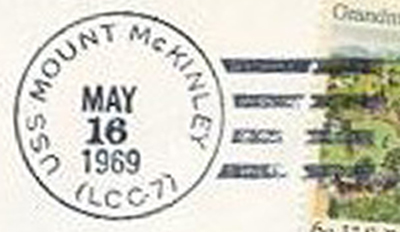 USS MOUNT McKINLEY
MAY
16
1969
(LCC-7)
Grandm